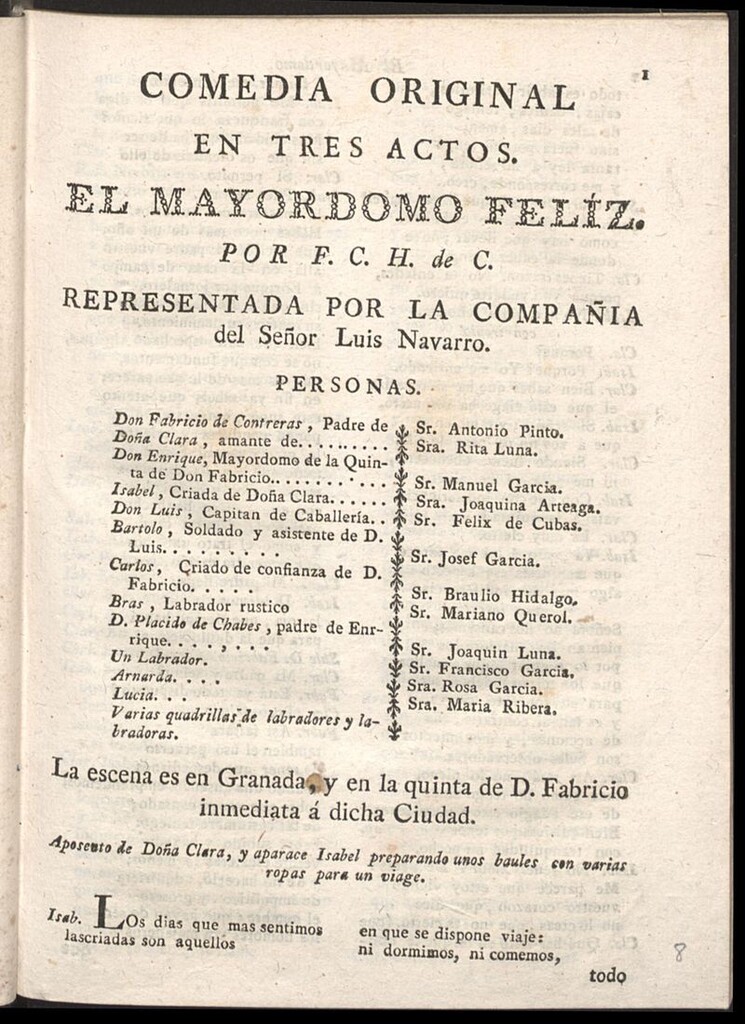 1
COMEDIA ORIGINAL
EN TRES ACTOS.
EL MAYORDOMO FELÍZ.
POR F. C. H. de C.
REPRESENTADA POR LA COMPAÑIA
del Señor Luis Navarro.
PERSONAS.
Don Fabricio de Contreras, Padre de
Doña Clara, amante de.........
Don Enrique, Mayordomo de la Quin-
ta de Don Fabricio...........
Isabel, Criada de Doña Clara......
Don Luis, Capitan de Caballería..
Bartolo, Soldado y asistente de D.
Luis.........
Carlos, Criado de confianza de D.
Fabricio.....
Bras, Labrador rustico
D. Placido de Chabes, padre de Enr-
rique.......
Un Labrador.
Arnarda....
Lucia...
Varias quadrillas de labradores y la-
bradoras.
Sr. Antonio Pinto.
Sra. Rita Luna.
Sr. Manuel Garcia.
Sra. Joaquina Arteaga.
Sr. Felix de Cubas.
Sr. Josef Garcia.
Sr. Braulio Hidalgo.
Sr. Mariano Querol.
Sr. Joaquin Luna.
Sr. Francisco Garcia.
Sra. Rosa Garcia.
Sra. Maria Ribera.
La escena es en Granada, y en la quinta de D. Fabricio
inmediata á dicha Ciudad.
Aposento de Doña Clara, y aparace Isabel preparando unos baules con varias
ropas para un viage.
Isab. LOs dias que mas sentimos
lascriadas son aquellos
en que se dispone viaje:
ni dormimos, ni comemos,
todo
8